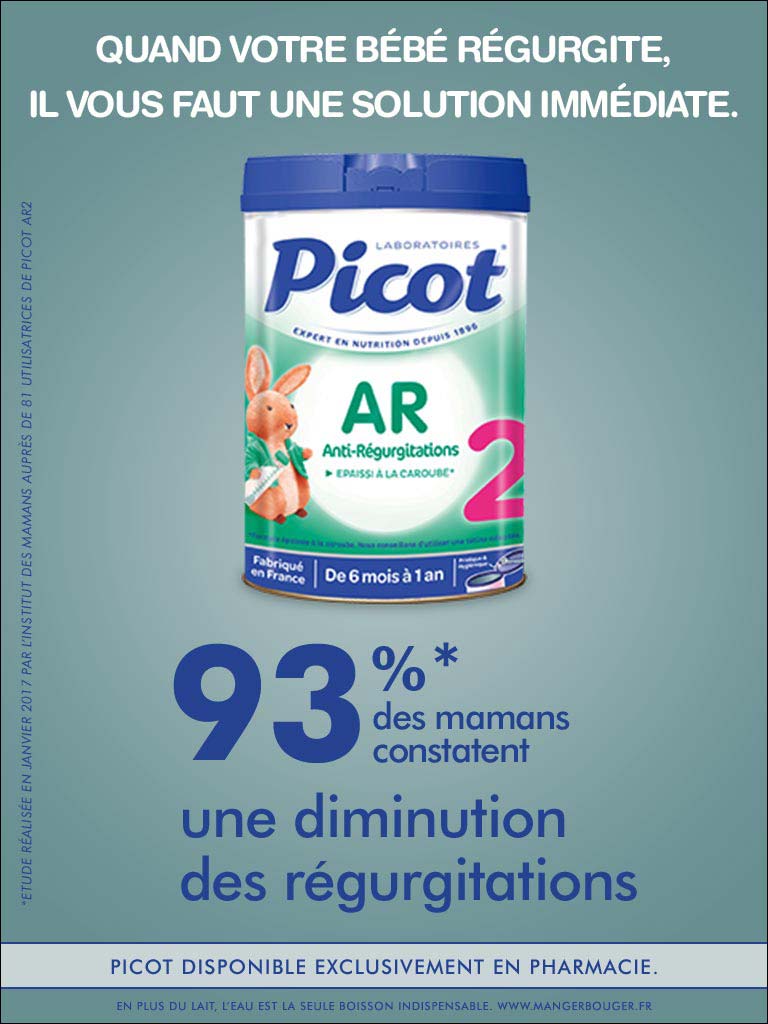 QUAND VOTRE BÉBÉ RÉGURGITE,
IL VOUS FAUT UNE SOLUTION IMMÉDIATE.
LABORATOIRES
Picot
EXPERT EN NUTRITION DEPUIS 1896
AR
Anti-Régurgitations
► EPAISSI À LA CAROUBE*
2
Fabriqué
en France
De 6 mois à 1 an
Pratique &
Hygiénique
93%*
des mamans
constatent
une diminution
des régurgitations
PICOT DISPONIBLE EXCLUSIVEMENT EN PHARMACIE.
EN PLUS DU LAIT, L'EAU EST LA SEULE BOISSON INDISPENSABLE. WWW.MANGERBOUGER.FR
*ETUDE RÉALISÉE EN JANVIER 2017 PAR L'INSTITUT DES MAMANS AUPRÈS DE 81 UTILISATRICES DE PICOT AR2